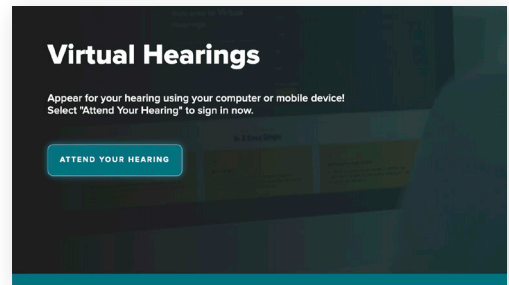 Virtual Hearings
Appear for your hearing using your computer or mobile device!
Select "Attend Your Hearing" to sign in now.
ATTEND YOUR HEARING